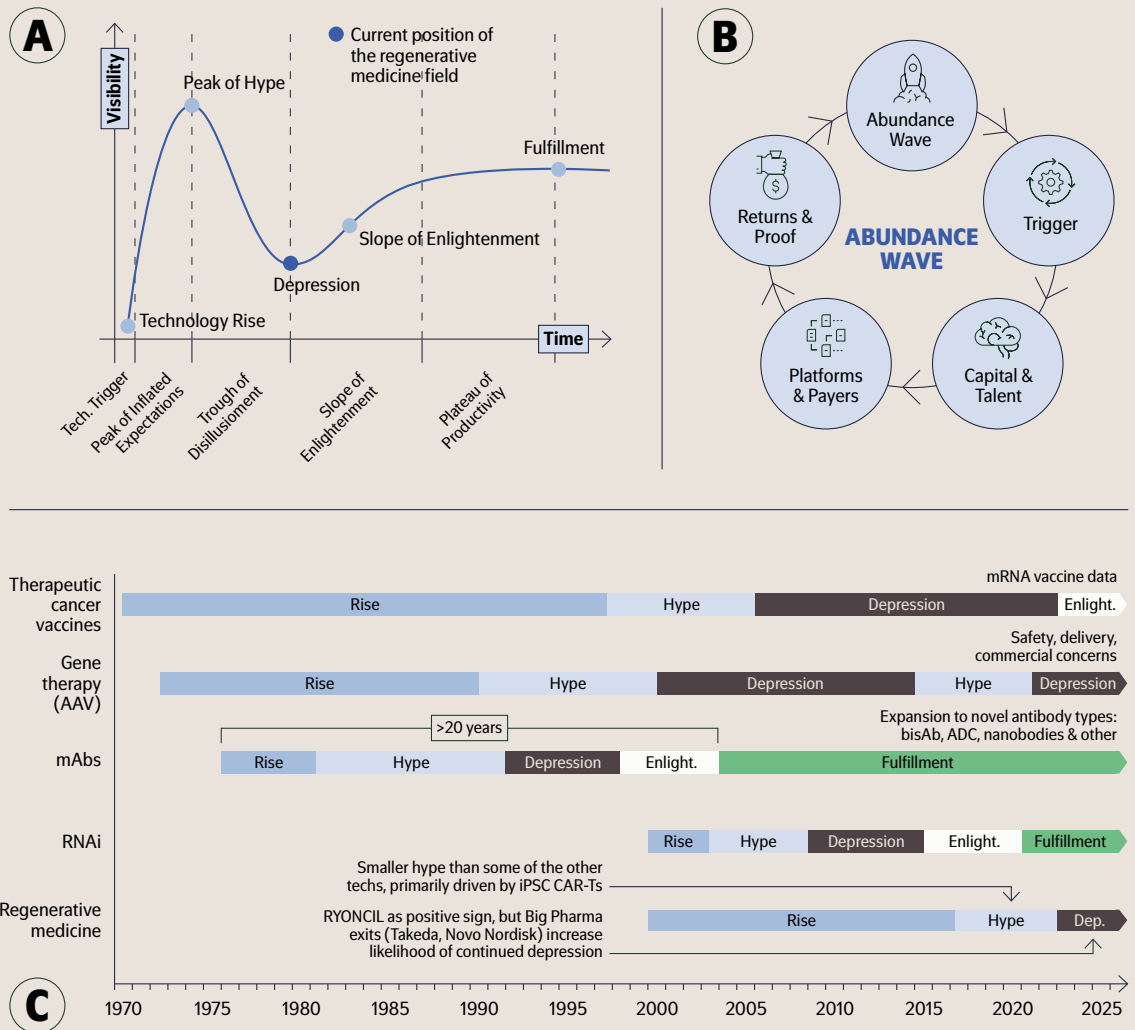 A
Visibility
Current position of
the regenerative
medicine field
Peak of Hype
Fulfillment
Slope of Enlightenment
Depression
Technology Rise
Time
Tech. Trigger
Peak of Inflated
Expectations
Trough of
Disillusioment
Slope of
Enlightenment
Plateau of
Productivity
B
Abundance
Wave
Trigger
Capital &
Talent
Platforms
& Payers
$
Returns &
Proof
ABUNDANCE
WAVE
Therapeutic
cancer
vaccines
mRNA vaccine data
Rise
Hype
Depression
Enlight.
Gene
therapy
(AAV)
Safety, delivery,
commercial concerns
Rise
Hype
Depression
Hype
Depression
>20 years
Expansion to novel antibody types:
bisAb, ADC, nanobodies & other
mAbs
Rise
Hype
Depression
Enlight.
Fulfillment
RNAi
Rise
Hype
Depression
Enlight.
Fulfillment
Smaller hype than some of the other
techs, primarily driven by iPSC CAR-Ts
Regenerative
medicine
Rise
Hype
Dep.
RYONCIL as positive sign, but Big Pharma
exits (Takeda, Novo Nordisk) increase
likelihood of continued depression
C
1970
1975
1980
1985
1990
1995
2000
2005
2010
2015
2020
2025